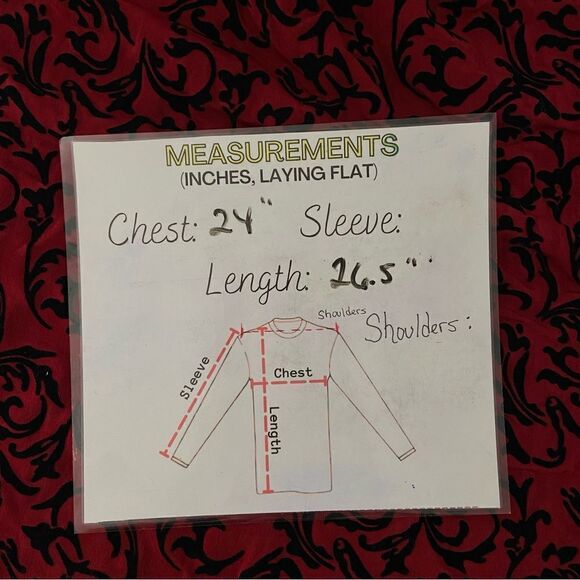 MEASUREMENTS
(INCHES, LAYING FLAT)
Chest: 24" Sleeve:
Length: 26.5"
Shoulders Shoulders:
Sleeve
Chest
Length